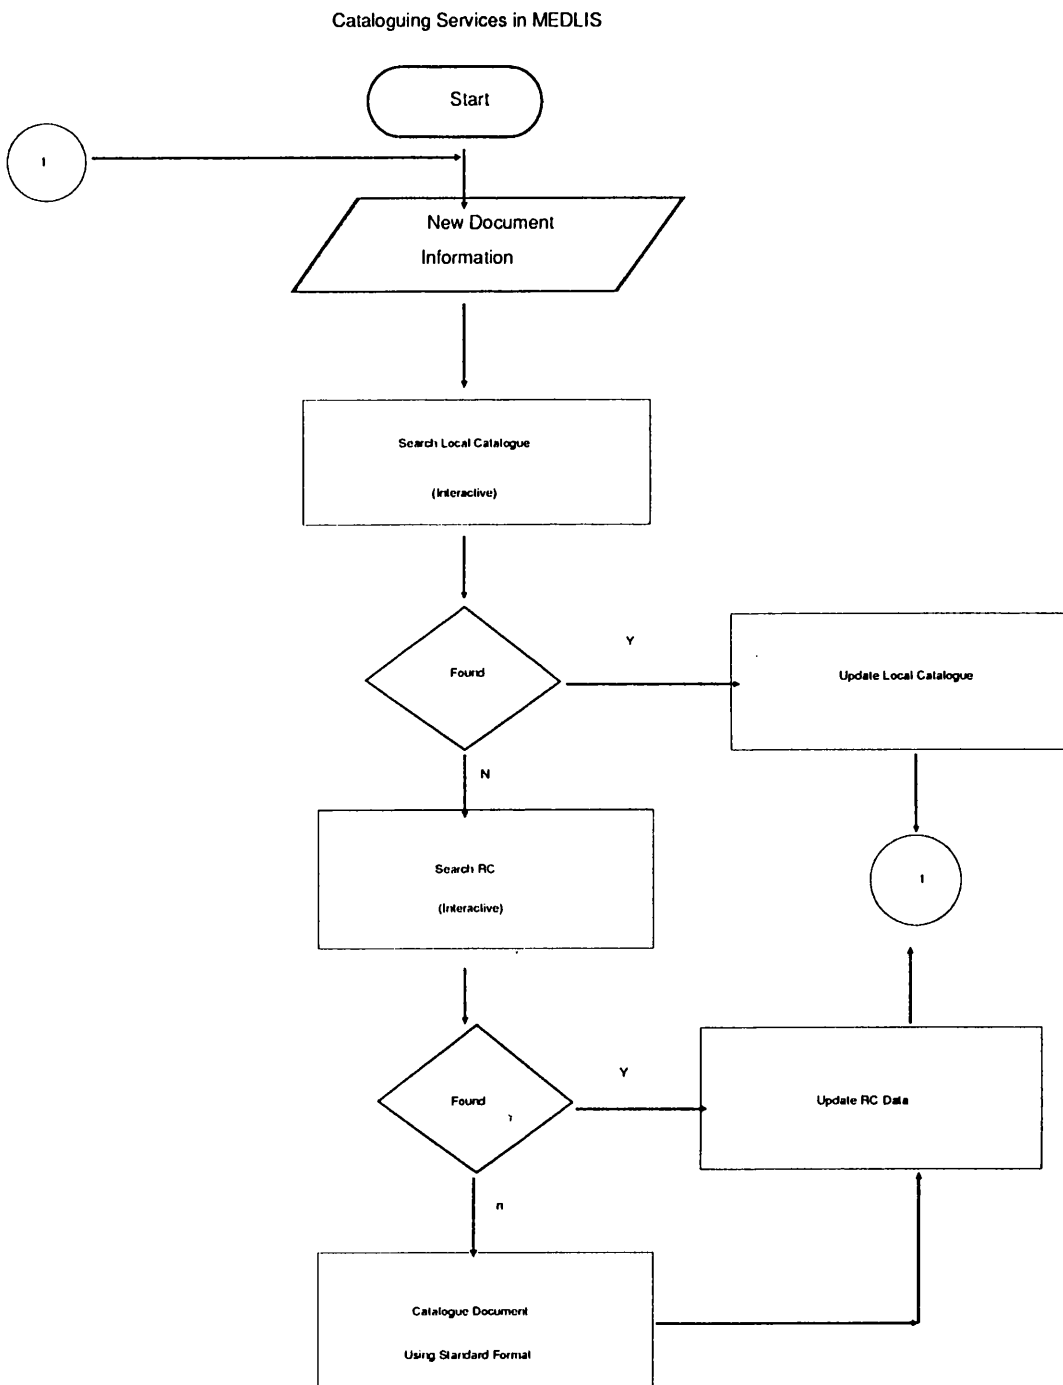 Cataloguing Services in MEDLIS
Start
1
New Document
Information
Search Local Catalogue
(Interactive)
Found
Y
Update Local Catalogue
N
Search RC
(Interactive)
1
Found
Y
Update RC Data
n
Catalogue Document
Using Standard Format